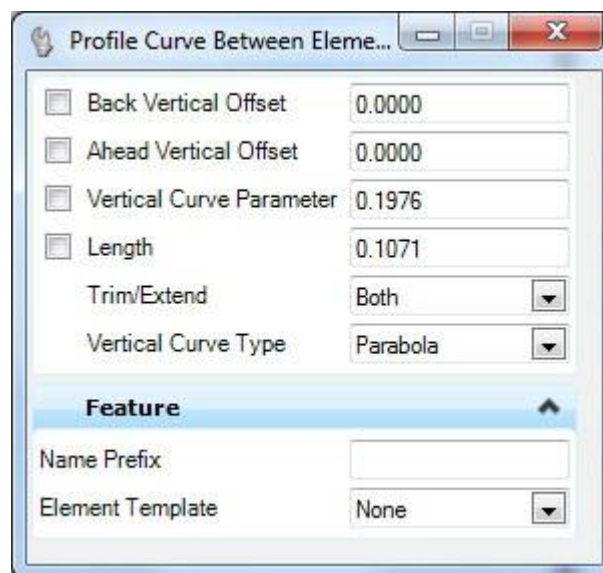 Profile Curve Between Eleme...
Back Vertical Offset 0.0000
Ahead Vertical Offset 0.0000
Vertical Curve Parameter 0.1976
Length 0.1071
Trim/Extend Both
Vertical Curve Type Parabola
Feature
Name Prefix
Element Template None